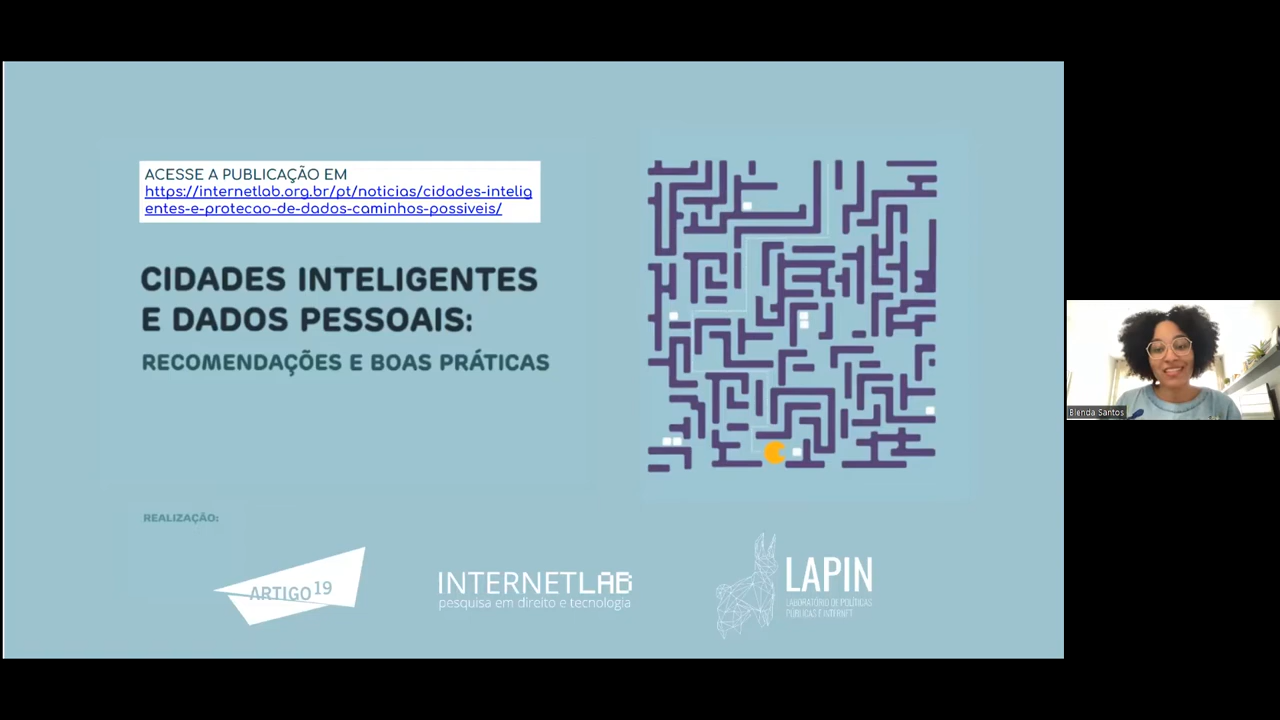 ACESSE A PUBLICAÇÃO EM
https://internetlab.org.br/pt/noticias/cidades-intelig
entes-e-protecao-de-dados-caminhos-possiveis/
CIDADES INTELIGENTES
E DADOS PESSOAIS:
RECOMENDAÇÕES E BOAS PRÁTICAS
REALIZAÇÃO:
ARTIGO 19
INTERNETLAB
pesquisa em direito e tecnologia
LAPIN
LABORATÓRIO DE POLÍTICAS
PÚBLICAS E INTERNET
Blenda Santos